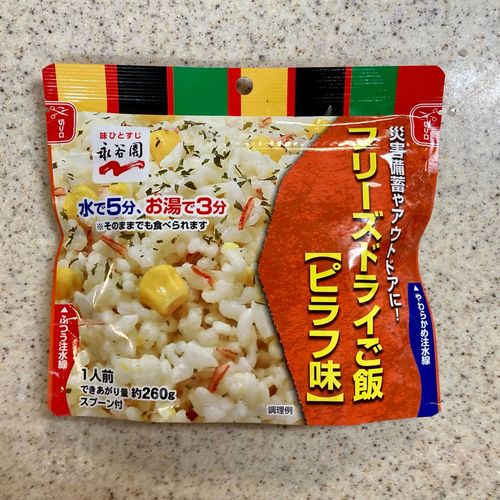 切り口
切り口
味ひとすじ
永谷園
水で5分、お湯で3分
※そのままでも食べられます
災害備蓄やアウトドアに!
フリーズドライご飯
【ピラフ味】
▲やわらかめ注水線
▲ふつう注水線
1人前
できあがり量 約260g
スプーン付
調理例